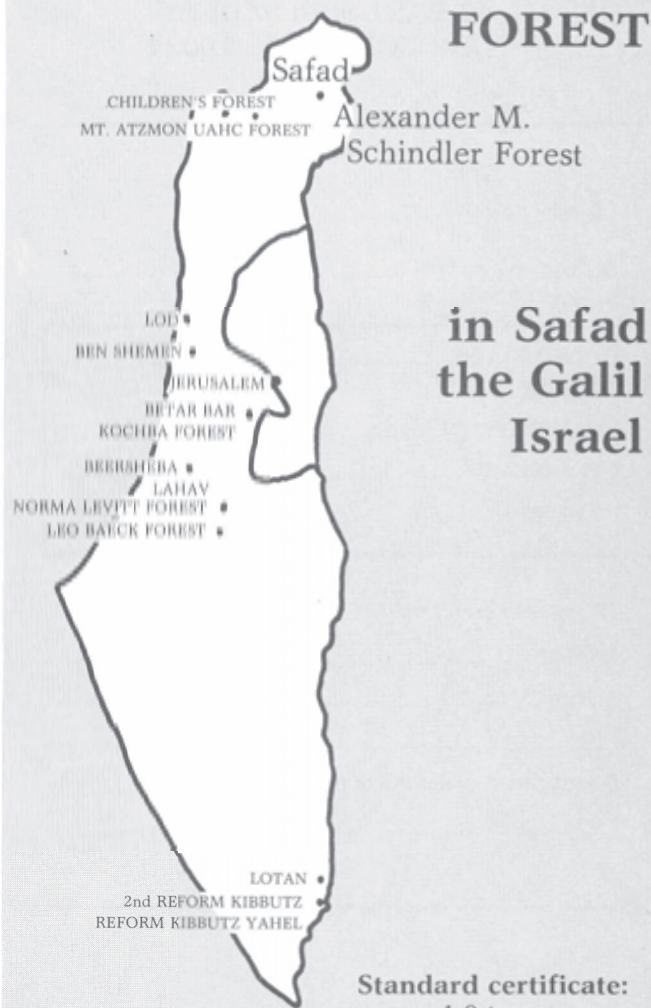 FOREST
Safad
CHILDREN'S FOREST
MT. ATZMON UAHC FOREST
Alexander M.
Schindler Forest
LOD
BEN SHEMEN
JERUSALEM
BETAR BAR
KOCHBA FOREST
BEERSHEBA
LAHAV
NORMA LEVITT FOREST
LEO BAECK FOREST
in Safad
the Galil
Israel
LOTAN
2nd REFORM KIBBUTZ
REFORM KIBBUTZ YAHEL
Standard certificate: